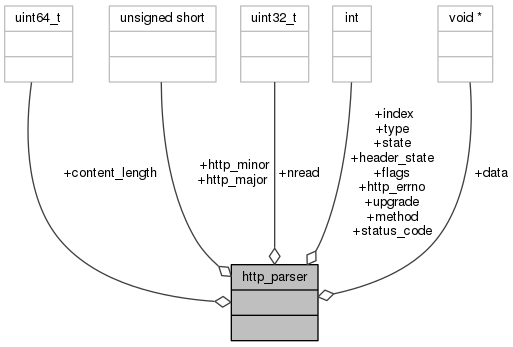 uint64_t
unsigned short
uint32_t
int
void *
+content_length
+http_minor
+http_major
+nread
+index
+type
+state
+header_state
+flags
+http_errno
+upgrade
+method
+status_code
+data
http_parser